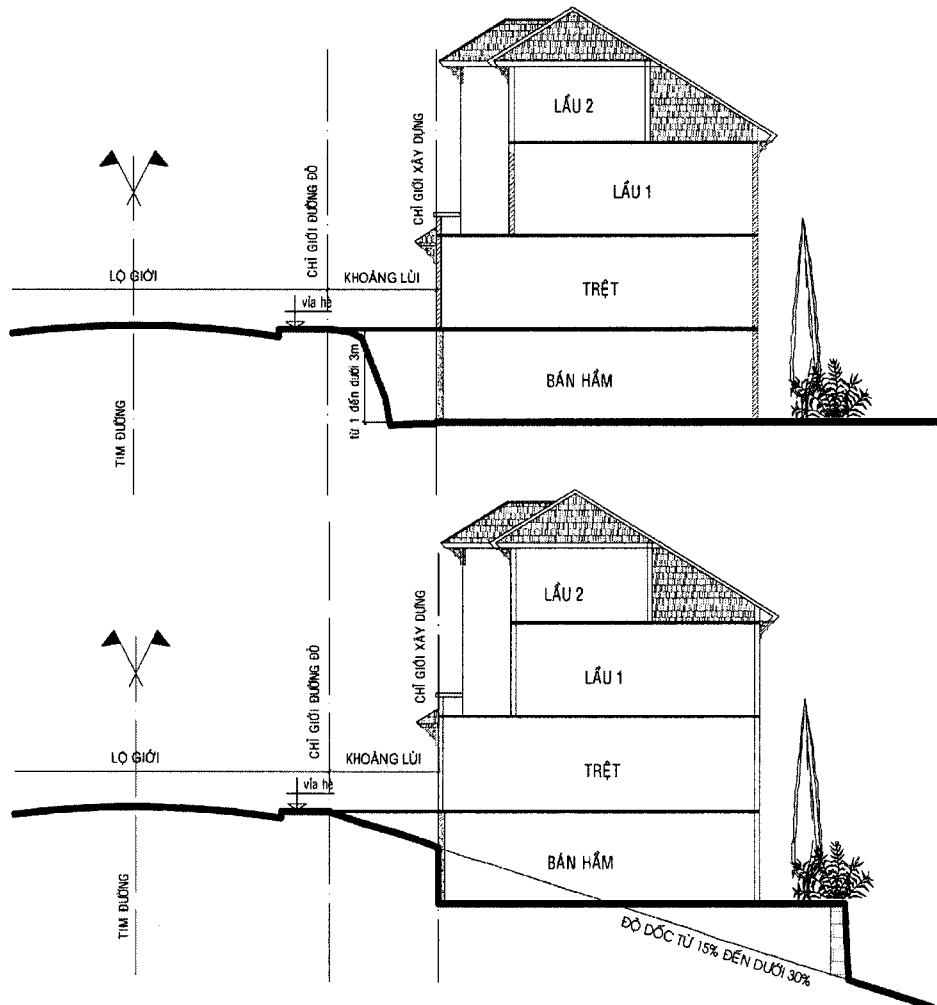 LẦU 2
CHỈ GIỚI ĐƯỜNG ĐỎ
CHỈ GIỚI XÂY DỰNG
LẦU 1
LỘ GIỚI
KHOẢNG LÙI
TRỆT
vỉa hè
từ 1 đến dưới 3m
BÁN HẦM
TIM ĐƯỜNG
LẦU 2
CHỈ GIỚI ĐƯỜNG ĐỎ
CHỈ GIỚI XÂY DỰNG
LẦU 1
LỘ GIỚI
KHOẢNG LÙI
TRỆT
vỉa hè
BÁN HẦM
TIM ĐƯỜNG
ĐỘ DỐC TỪ 15% ĐẾN DƯỚI 30%